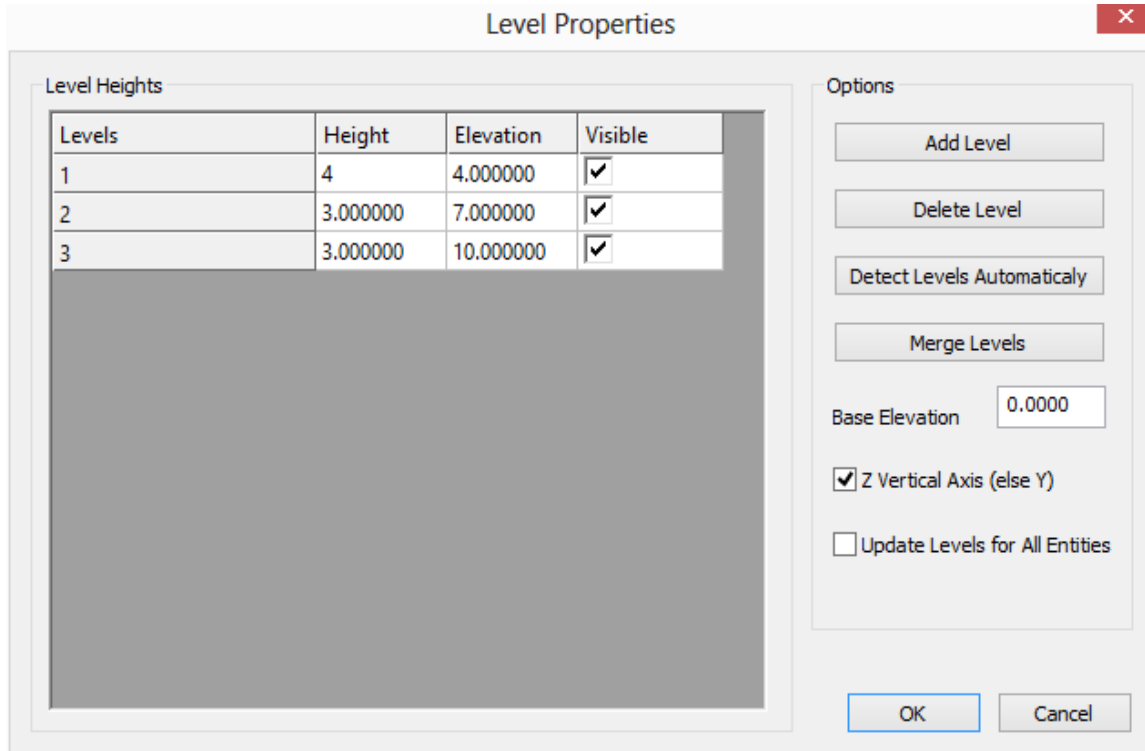 Level Properties
Level Heights
Levels Height Elevation Visible
1 4 4.000000
2 3.000000 7.000000
3 3.000000 10.000000
Options
Add Level
Delete Level
Detect Levels Automaticaly
Merge Levels
Base Elevation 0.0000
Z Vertical Axis (else Y)
Update Levels for All Entities
OK Cancel